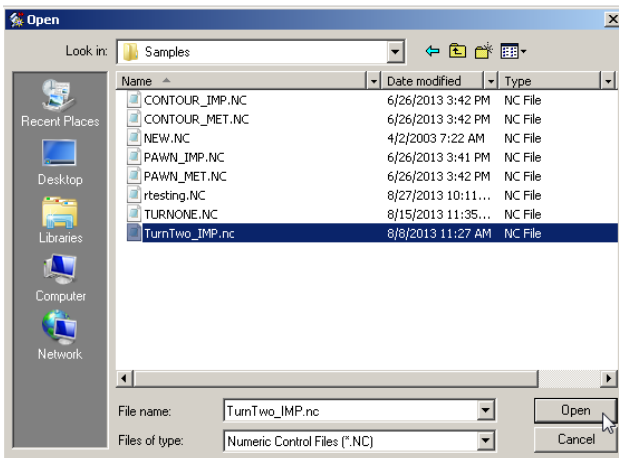 Open
Look in: Samples
Name Date modified Type
CONTOUR_IMP.NC 6/26/2013 3:42 PM NC File
CONTOUR_MET.NC 6/26/2013 3:42 PM NC File
NEW.NC 4/2/2003 7:22 AM NC File
PAWN_IMP.NC 6/26/2013 3:41 PM NC File
PAWN_MET.NC 6/26/2013 3:42 PM NC File
rtesting.NC 8/27/2013 10:11... NC File
TURNONE.NC 8/15/2013 11:35... NC File
TurnTwo_IMP.nc 8/8/2013 11:27 AM NC File
Recent Places
Desktop
Libraries
Computer
Network
File name: TurnTwo_IMP.nc Open
Files of type: Numeric Control Files (*.NC) Cancel